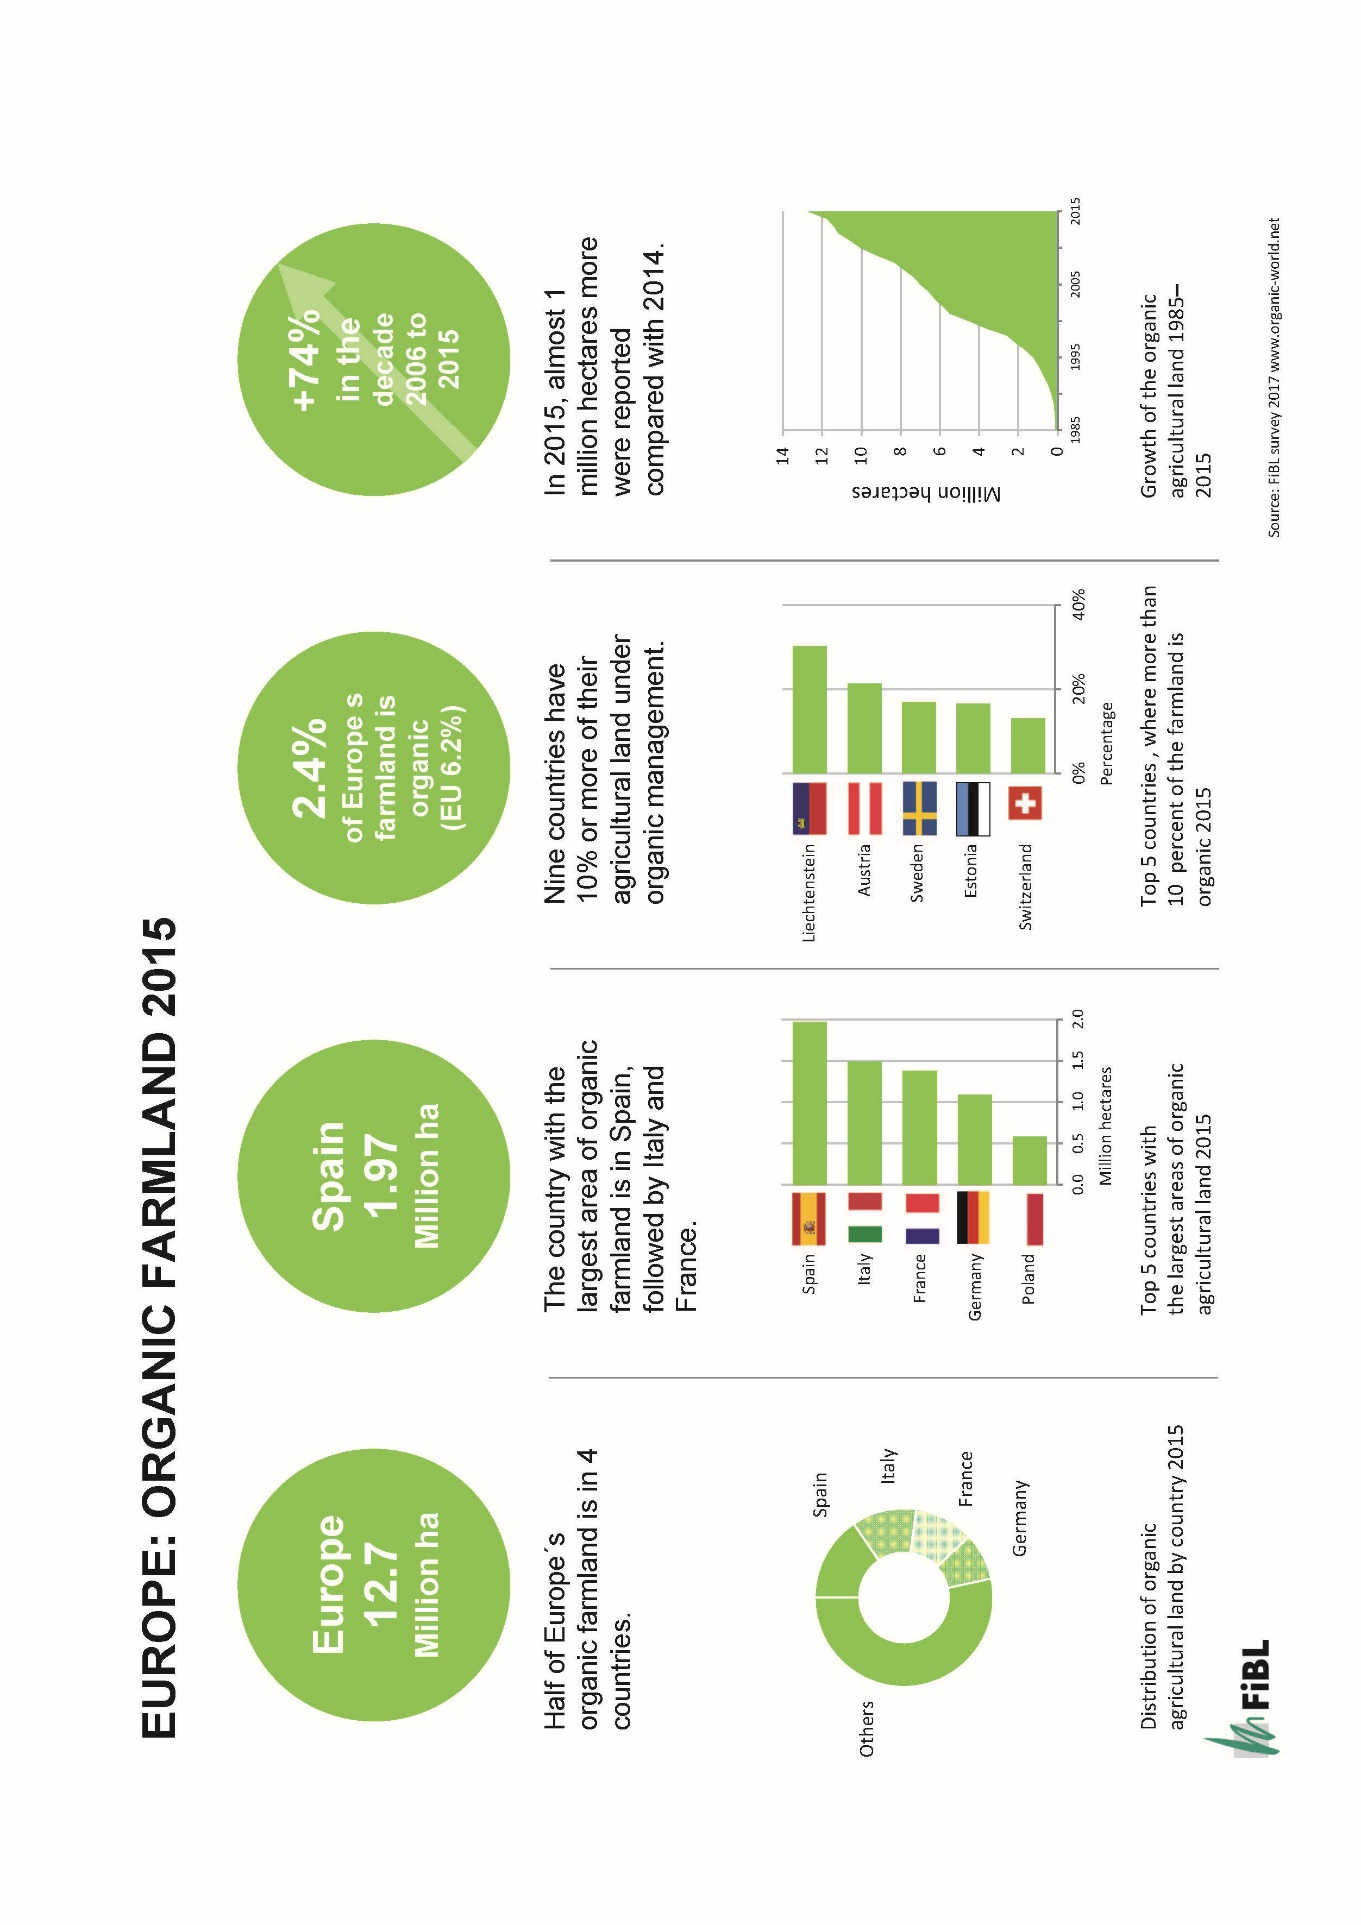 EUROPE: ORGANIC FARMLAND 2015
Europe
12.7
Million ha
Half of Europe´s
organic farmland is in 4
countries.
Spain
Italy
France
Germany
Others
Distribution of organic
agricultural land by country 2015
Spain
1.97
Million ha
The country with the
largest area of organic
farmland is in Spain,
followed by Italy and
France.
Spain
Italy
France
Germany
Poland
0.0 0.5 1.0 1.5 2.0
Million hectares
Top 5 countries with
the largest areas of organic
agricultural land 2015
2.4%
of Europe s
farmland is
organic
(EU 6.2%)
Nine countries have
10% or more of their
agricultural land under
organic management.
Liechtenstein
Austria
Sweden
Estonia
Switzerland
0% 20% 40%
Percentage
Top 5 countries , where more than
10 percent of the farmland is
organic 2015
+74%
in the
decade
2006 to
2015
In 2015, almost 1
million hectares more
were reported
compared with 2014.
Million hectares
14
12
10
8
6
4
2
0
1985 1995 2005 2015
Growth of the organic
agricultural land 1985–
2015
FiBL
Source: FiBL survey 2017 www.organic-world.net